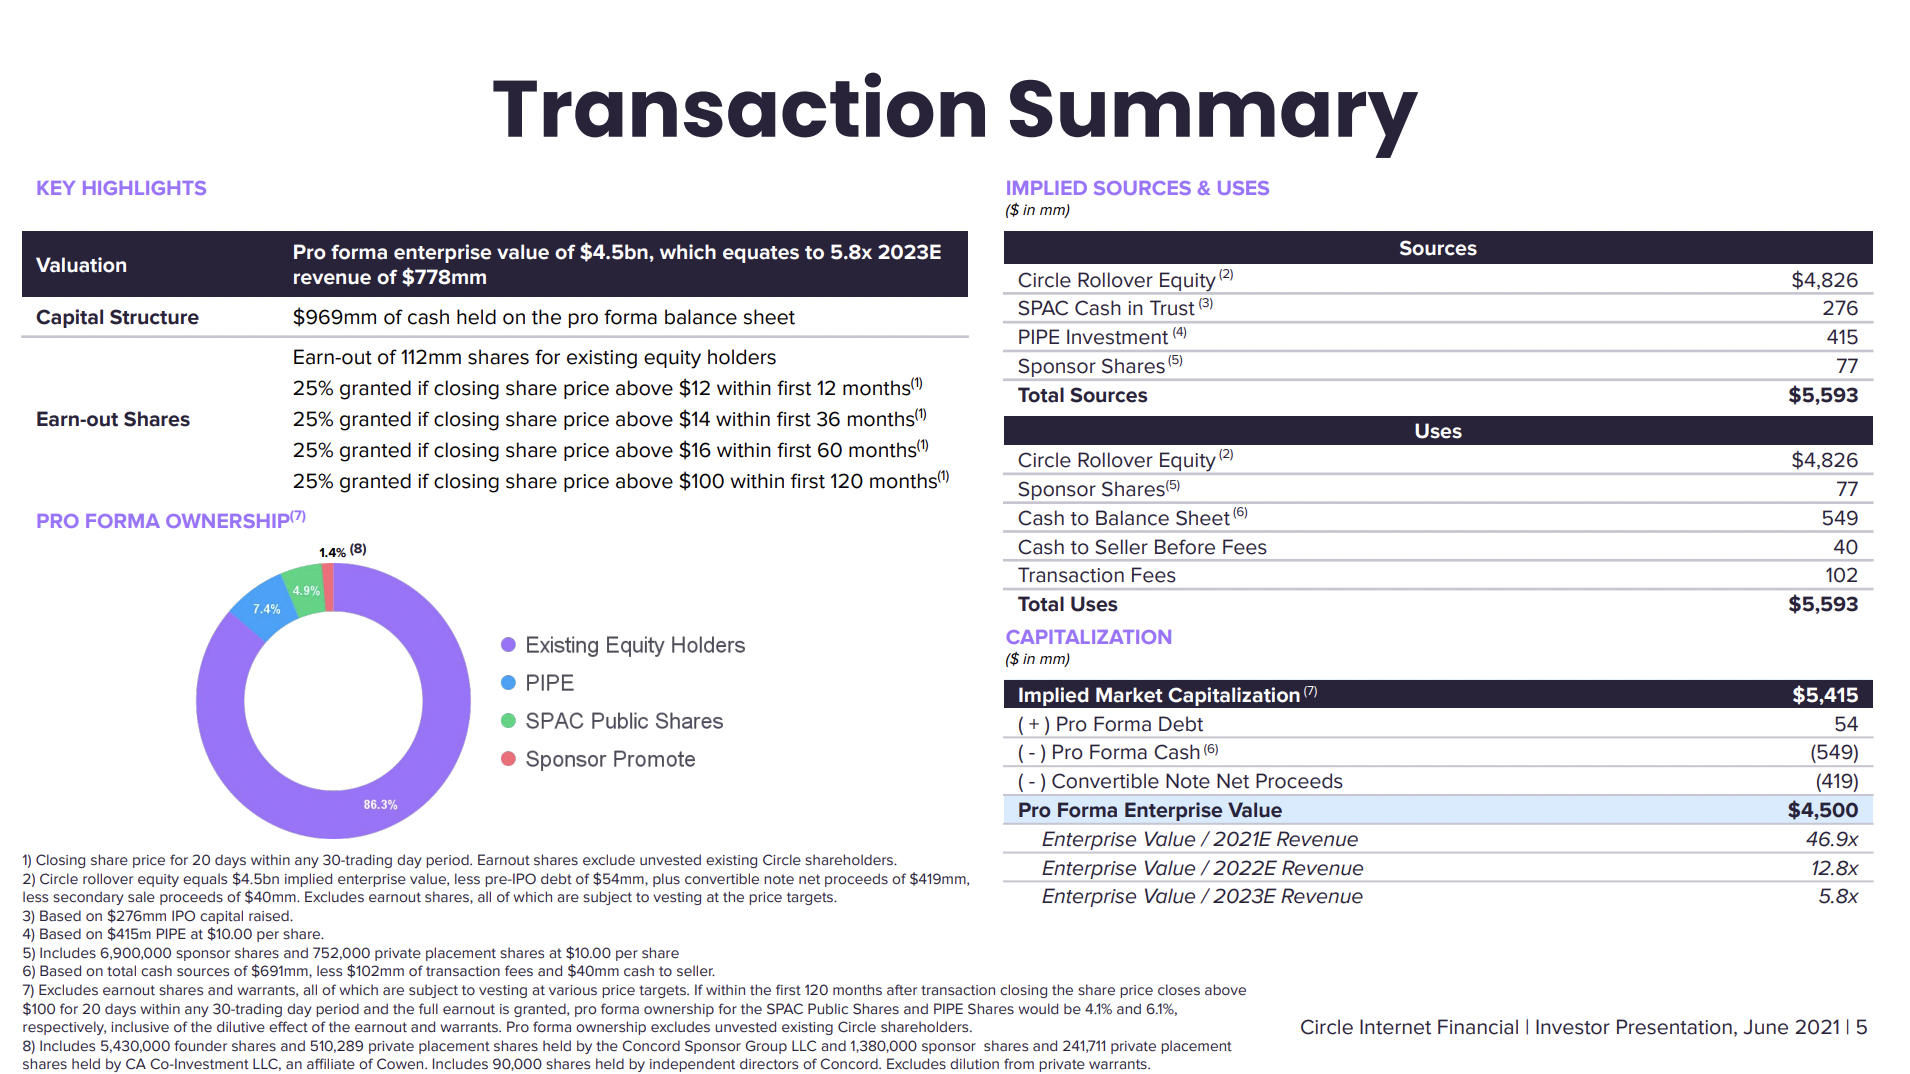 Transaction Summary
KEY HIGHLIGHTS
Valuation
Pro forma enterprise value of $4.5bn, which equates to 5.8x 2023E
revenue of $778mm
Capital Structure $969mm of cash held on the pro forma balance sheet
Earn-out Shares
Earn-out of 112mm shares for existing equity holders
25% granted if closing share price above $12 within first 12 months(1)
25% granted if closing share price above $14 within first 36 months(1)
25% granted if closing share price above $16 within first 60 months(1)
25% granted if closing share price above $100 within first 120 months(1)
PRO FORMA OWNERSHIP(7)
1.4% (8)
4.9%
7.4%
86.3%
Existing Equity Holders
PIPE
SPAC Public Shares
Sponsor Promote
IMPLIED SOURCES & USES
($ in mm)
Sources
Circle Rollover Equity (2) $4,826
SPAC Cash in Trust (3) 276
PIPE Investment (4) 415
Sponsor Shares (5) 77
Total Sources $5,593
Uses
Circle Rollover Equity (2) $4,826
Sponsor Shares(5) 77
Cash to Balance Sheet (6) 549
Cash to Seller Before Fees 40
Transaction Fees 102
Total Uses $5,593
CAPITALIZATION
($ in mm)
Implied Market Capitalization (7) $5,415
( + ) Pro Forma Debt 54
( - ) Pro Forma Cash (6) (549)
( - ) Convertible Note Net Proceeds (419)
Pro Forma Enterprise Value $4,500
Enterprise Value / 2021E Revenue 46.9x
Enterprise Value / 2022E Revenue 12.8x
Enterprise Value / 2023E Revenue 5.8x
1) Closing share price for 20 days within any 30-trading day period. Earnout shares exclude unvested existing Circle shareholders.
2) Circle rollover equity equals $4.5bn implied enterprise value, less pre-IPO debt of $54mm, plus convertible note net proceeds of $419mm,
less secondary sale proceeds of $40mm. Excludes earnout shares, all of which are subject to vesting at the price targets.
3) Based on $276mm IPO capital raised.
4) Based on $415m PIPE at $10.00 per share.
5) Includes 6,900,000 sponsor shares and 752,000 private placement shares at $10.00 per share
6) Based on total cash sources of $691mm, less $102mm of transaction fees and $40mm cash to seller.
7) Excludes earnout shares and warrants, all of which are subject to vesting at various price targets. If within the first 120 months after transaction closing the share price closes above
$100 for 20 days within any 30-trading day period and the full earnout is granted, pro forma ownership for the SPAC Public Shares and PIPE Shares would be 4.1% and 6.1%,
respectively, inclusive of the dilutive effect of the earnout and warrants. Pro forma ownership excludes unvested existing Circle shareholders.
8) Includes 5,430,000 founder shares and 510,289 private placement shares held by the Concord Sponsor Group LLC and 1,380,000 sponsor shares and 241,711 private placement
shares held by CA Co-Investment LLC, an affiliate of Cowen. Includes 90,000 shares held by independent directors of Concord. Excludes dilution from private warrants.
Circle Internet Financial | Investor Presentation, June 2021 | 5